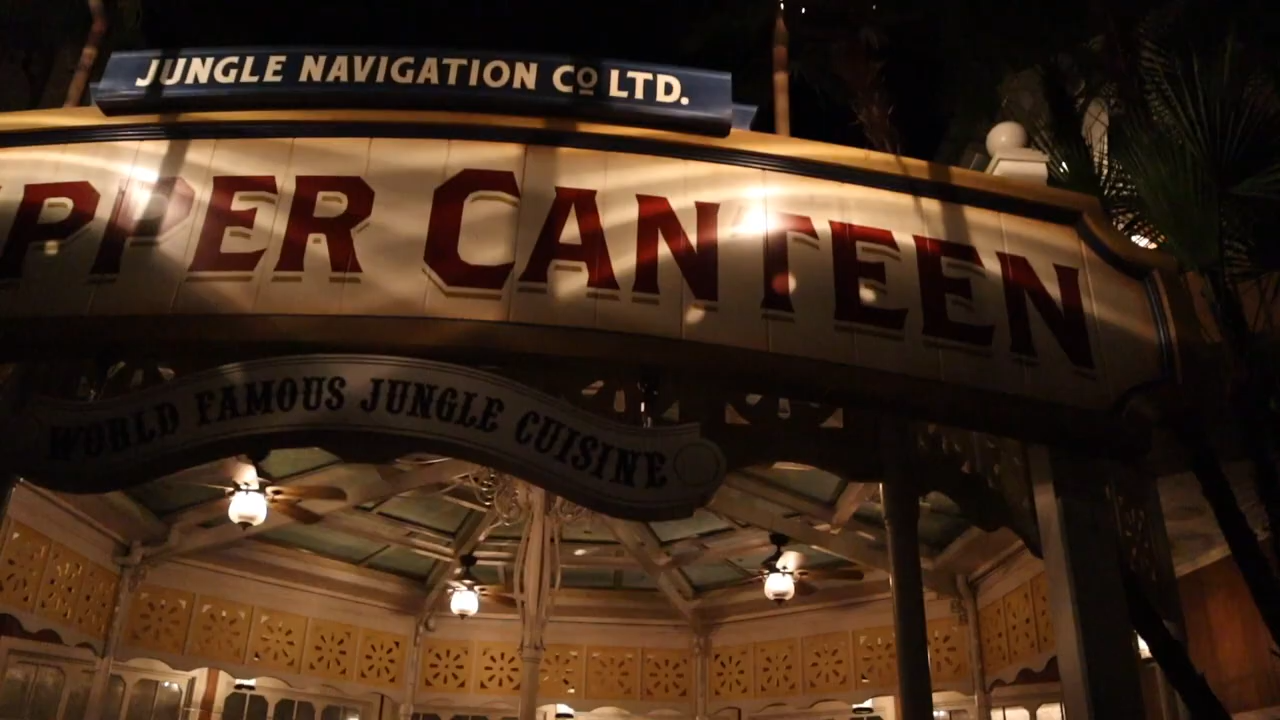 JUNGLE NAVIGATION CO LTD.
PPER CANTEEN
WORLD FAMOUS JUNGLE CUISINE